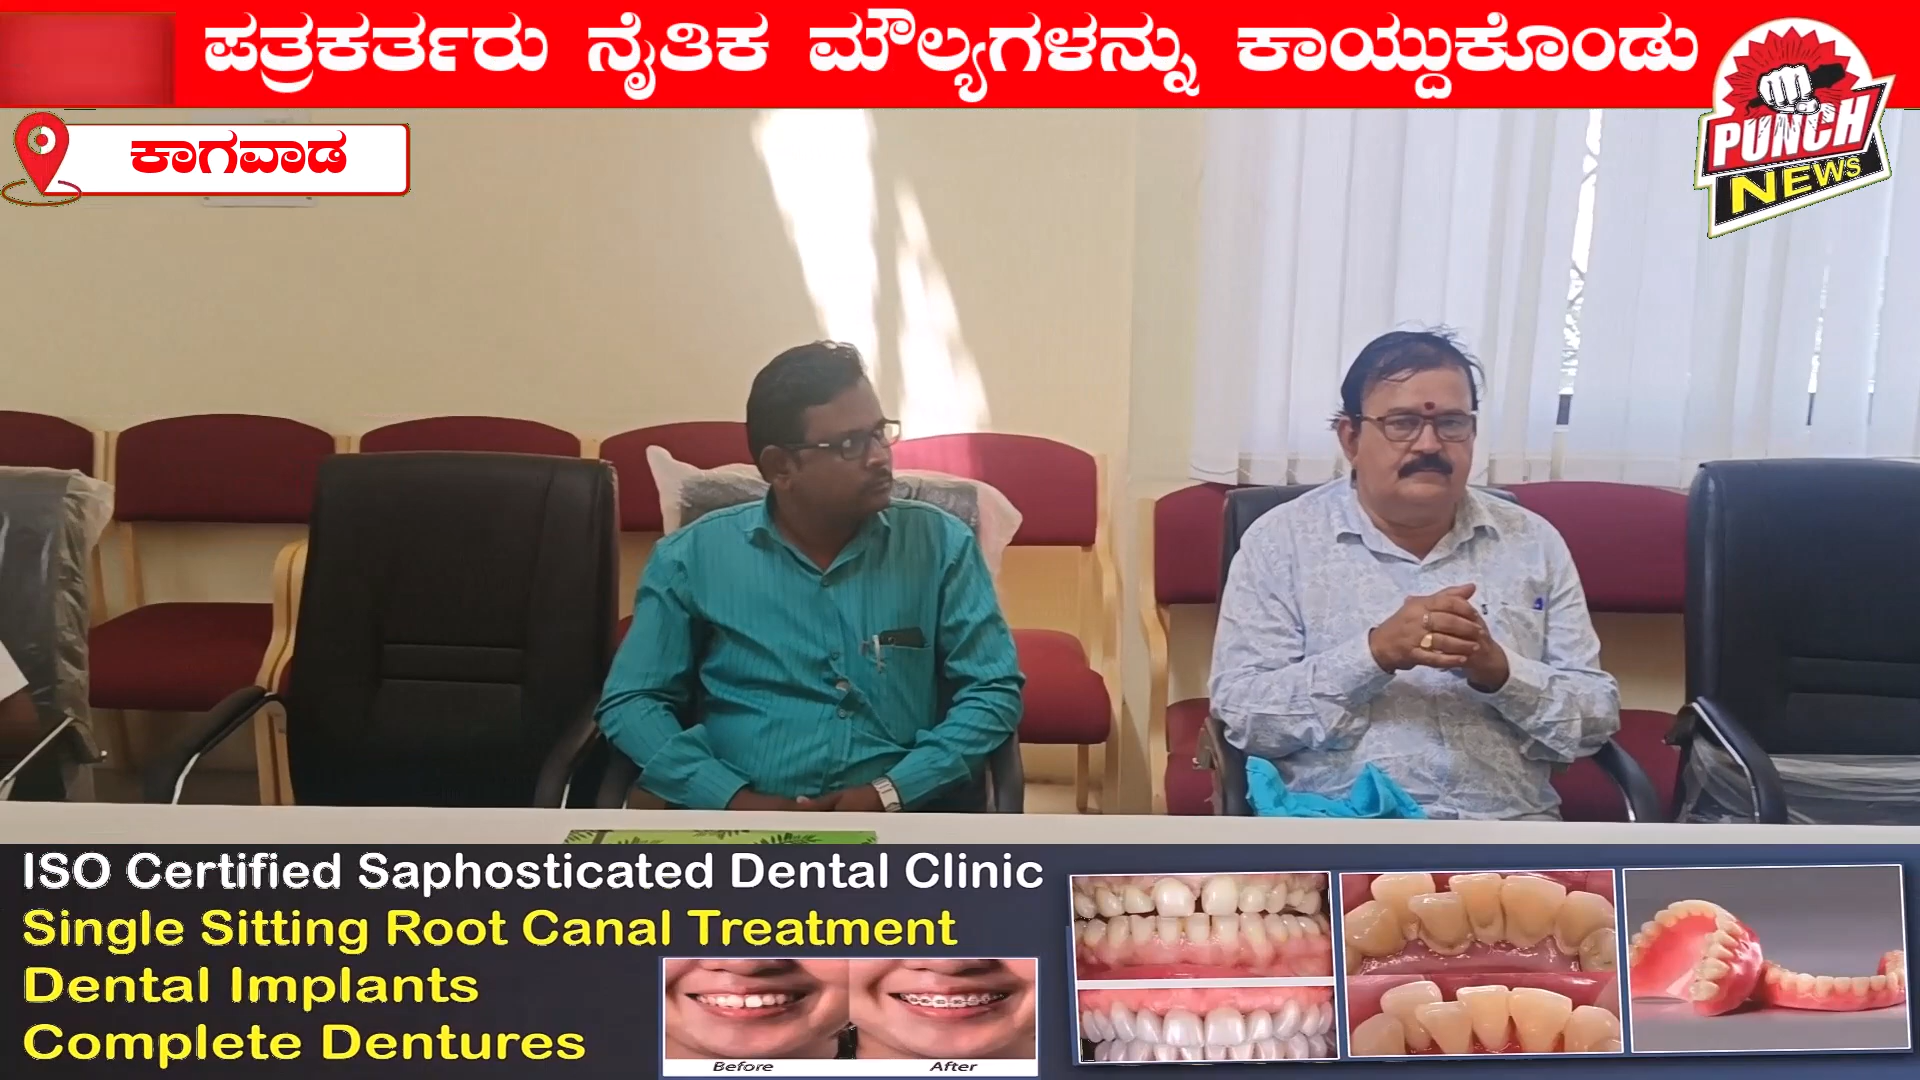 ಪತ್ರಕರ್ತರು ನೈತಿಕ ಮೌಲ್ಯಗಳನ್ನು ಕಾಯ್ದುಕೊಂಡು
ಕಾಗವಾಡ
PUNCH
NEWS
ISO Certified Saphosticated Dental Clinic
Single Sitting Root Canal Treatment
Dental Implants
Complete Dentures
Before
After